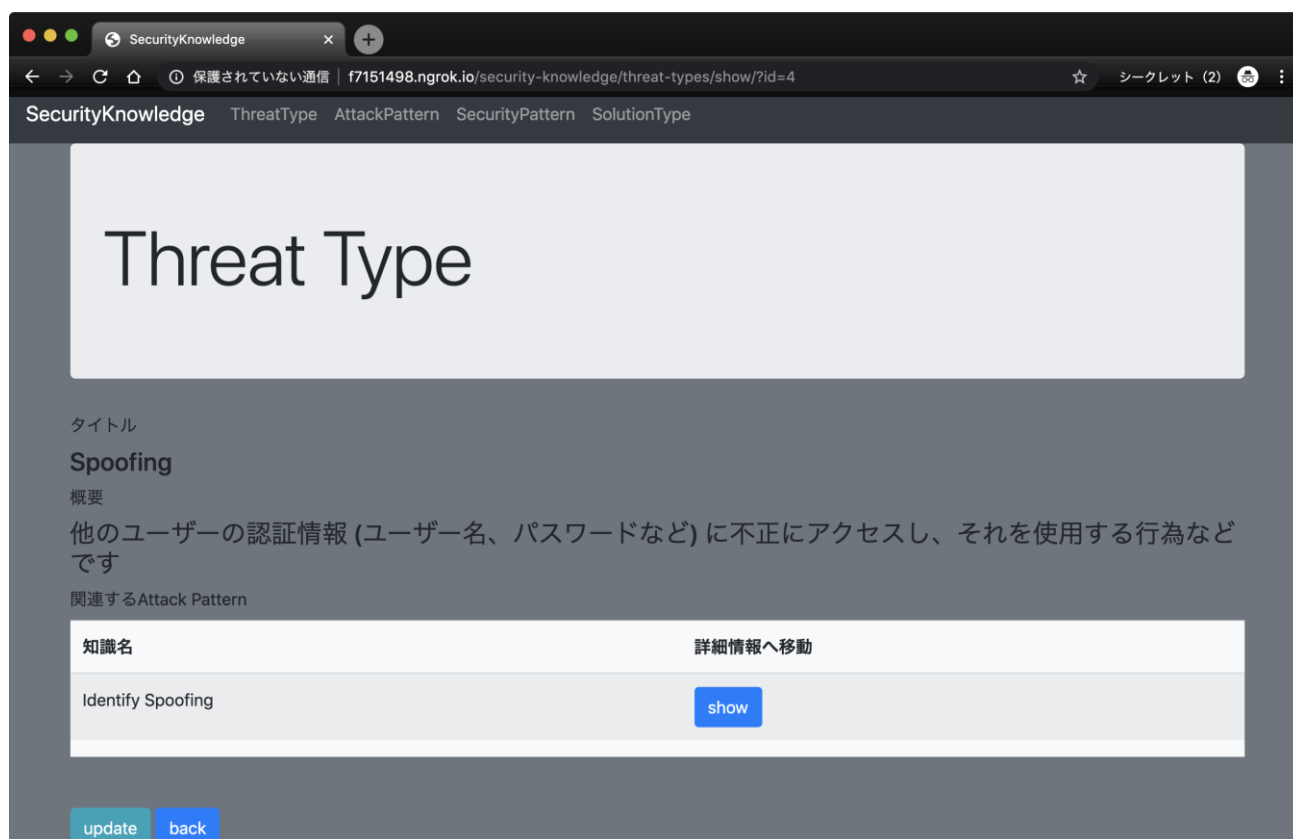 SecurityKnowledge
保護されていない通信 f7151498.ngrok.io/security-knowledge/threat-types/show/?id=4 シークレット (2)
SecurityKnowledge ThreatType AttackPattern SecurityPattern SolutionType
Threat Type
タイトル
Spoofing
概要
他のユーザーの認証情報 (ユーザー名、パスワードなど) に不正にアクセスし、それを使用する行為など
です
関連するAttack Pattern
知識名 詳細情報へ移動
Identify Spoofing show
update back